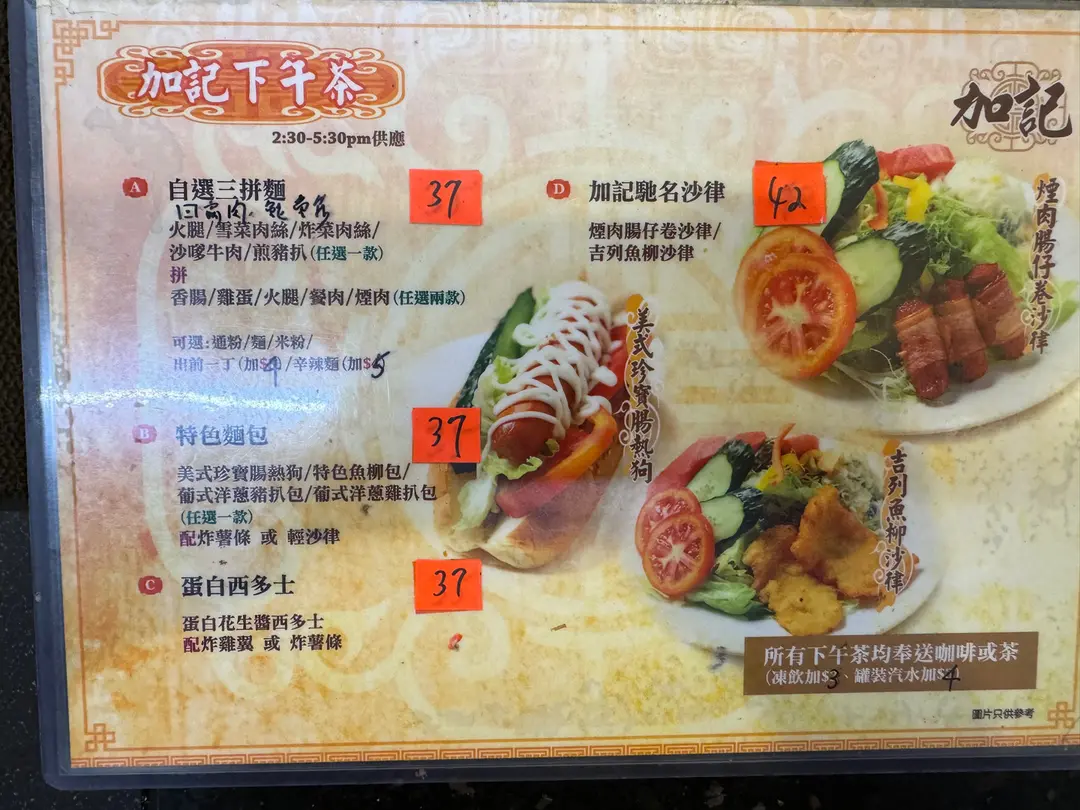 加記下午茶
2:30-5:30pm供應
加記
A 自選三拼麵 37
火腿/雪菜肉絲/炸菜肉絲/
沙嗲牛肉/煎豬扒(任選一款)
拼
香腸/雞蛋/火腿/餐肉/煙肉(任選兩款)
可選:通粉/麵/米粉/
出前一丁(加$4)/辛辣麵(加$5
B 特色麵包 37
美式珍寶腸熱狗/特色魚柳包/
葡式洋蔥豬扒包/葡式洋蔥雞扒包
(任選一款)
配炸薯條 或 輕沙律
C 蛋白西多士 37
蛋白花生醬西多士
配炸雞翼 或 炸薯條
D 加記馳名沙律 42
煙肉腸仔卷沙律/
吉列魚柳沙律
煙肉腸仔卷沙律
美式珍寶腸熱狗
吉列魚柳沙律
所有下午茶均奉送咖啡或茶
(凍飲加$3、罐裝汽水加$4
圖片只供參考